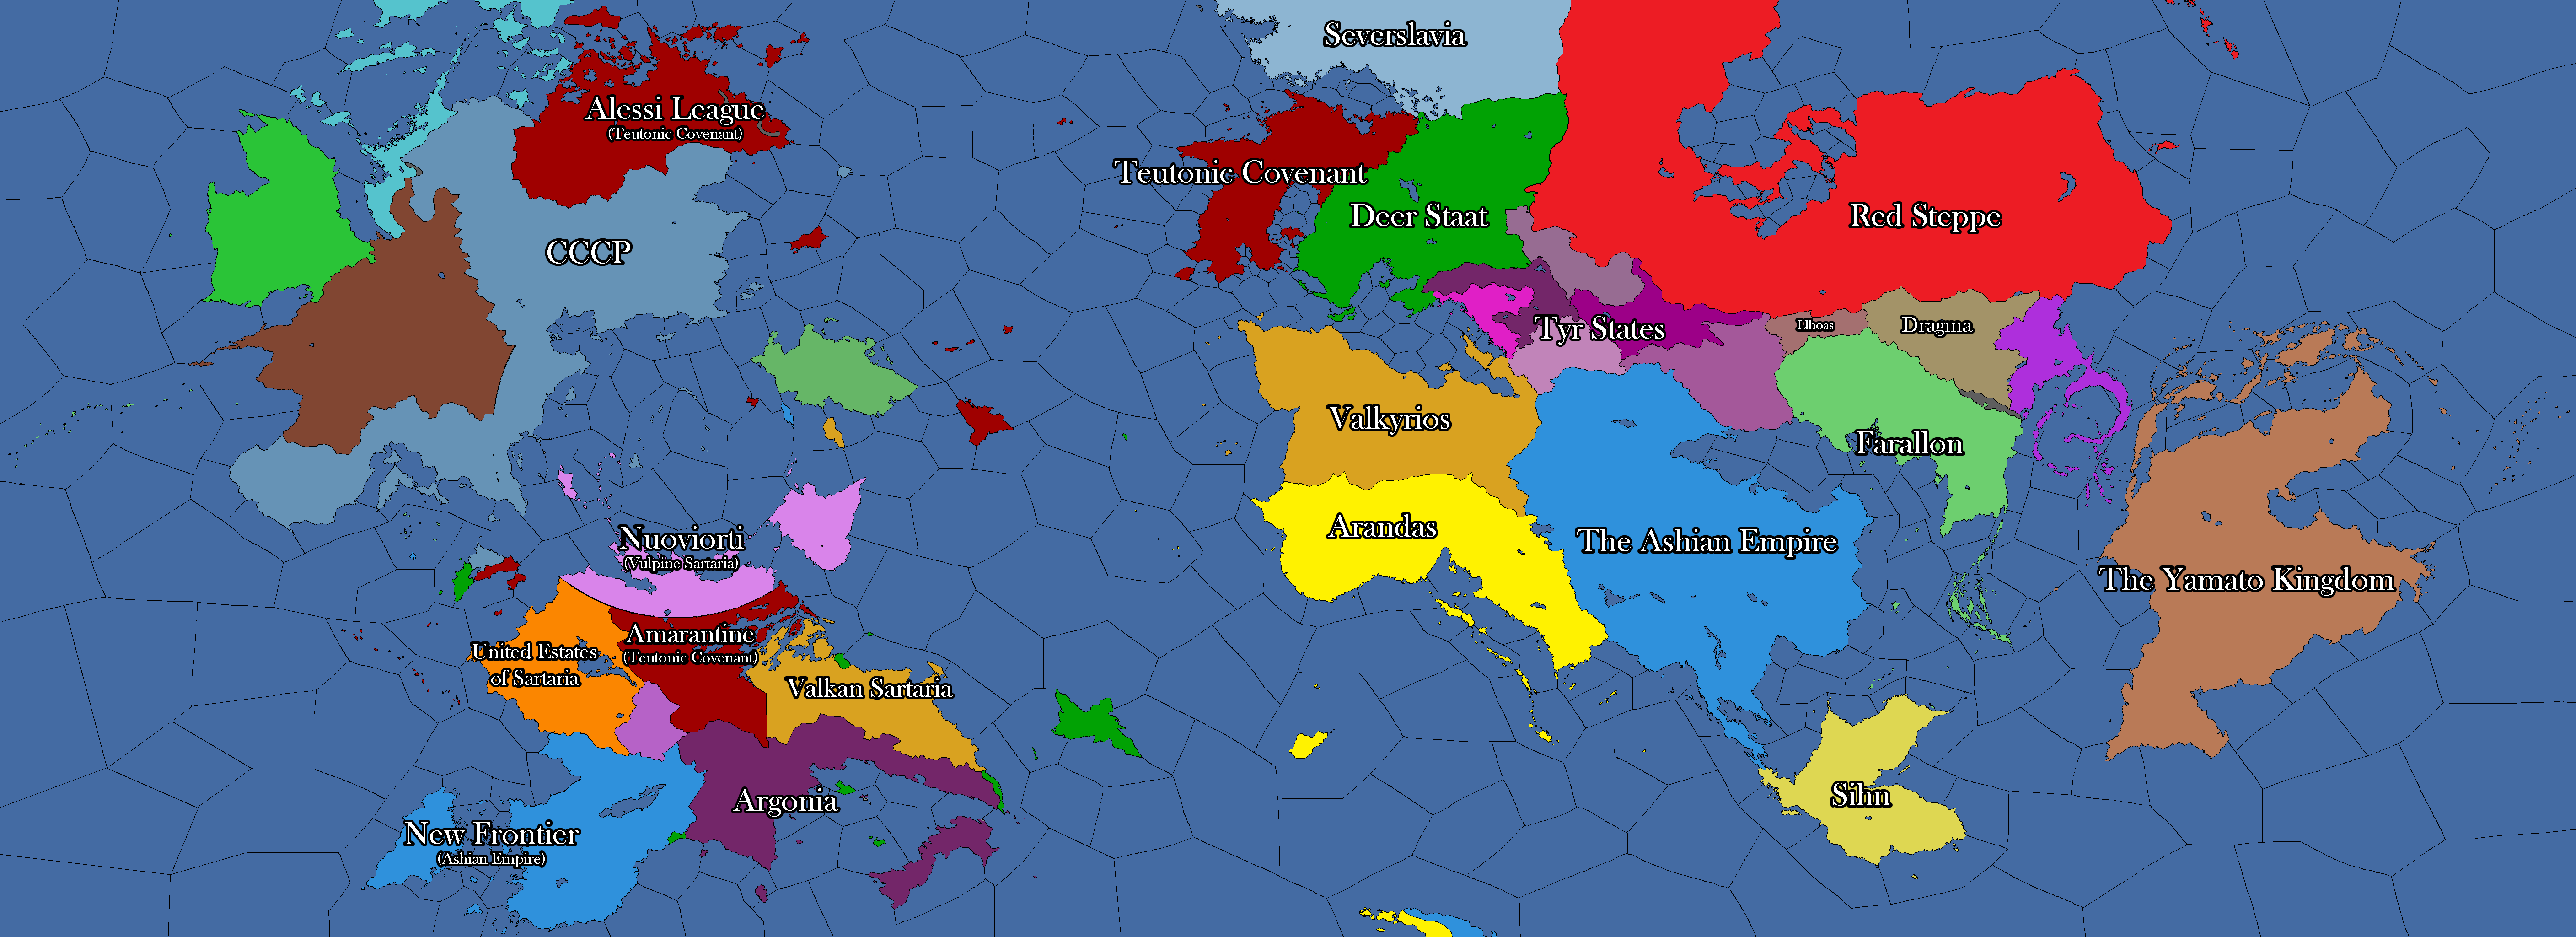 Severslavia
Alessi League
(Teutonic Covenant)
Teutonic Covenant
Deer Staat
Red Steppe
CCCP
Tyr States
Llhoas
Dragma
Valkyrios
Farallon
Arandas
The Ashian Empire
Nuoviorti
(Vulpine Sartaria)
The Yamato Kingdom
Amarantine
(Teutonic Covenant)
United Estates
of Sartaria
Valkan Sartaria
Argonia
Sihn
New Frontier
(Ashian Empire)